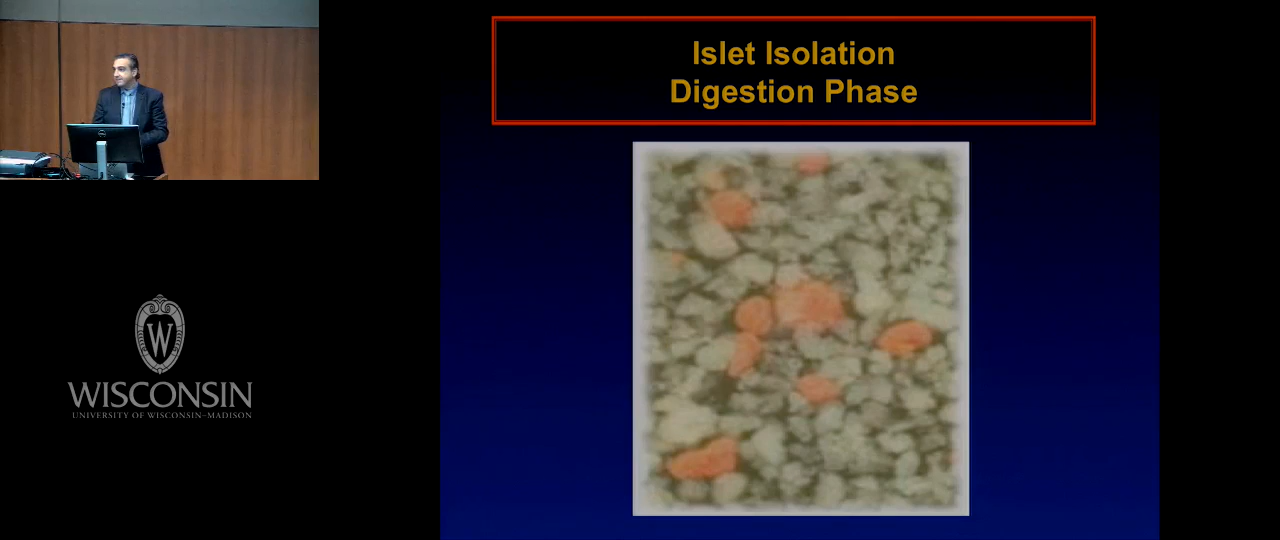 Islet Isolation
Digestion Phase
W
WISCONSIN
UNIVERSITY OF WISCONSIN–MADISON